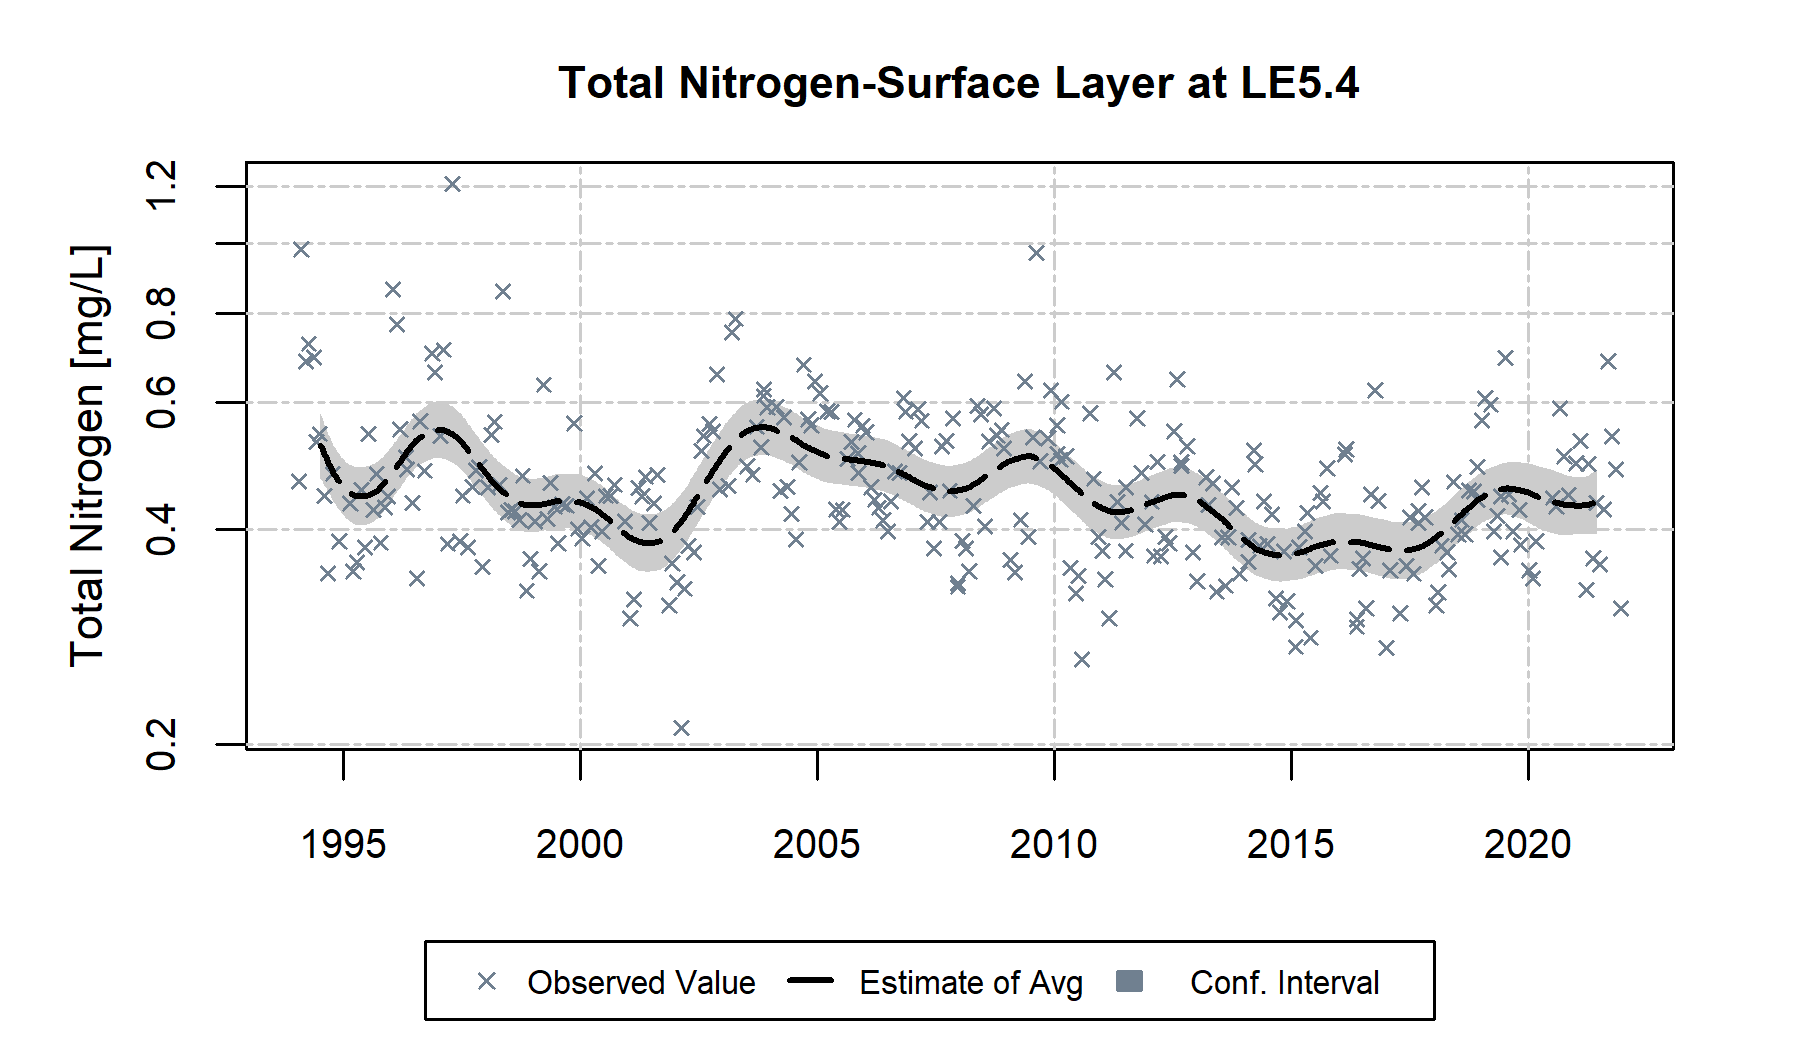 Total Nitrogen-Surface Layer at LE5.4
Total Nitrogen [mg/L]
1.2
0.8
0.6
0.4
0.2
1995 2000 2005 2010 2015 2020
Observed Value Estimate of Avg Conf. Interval